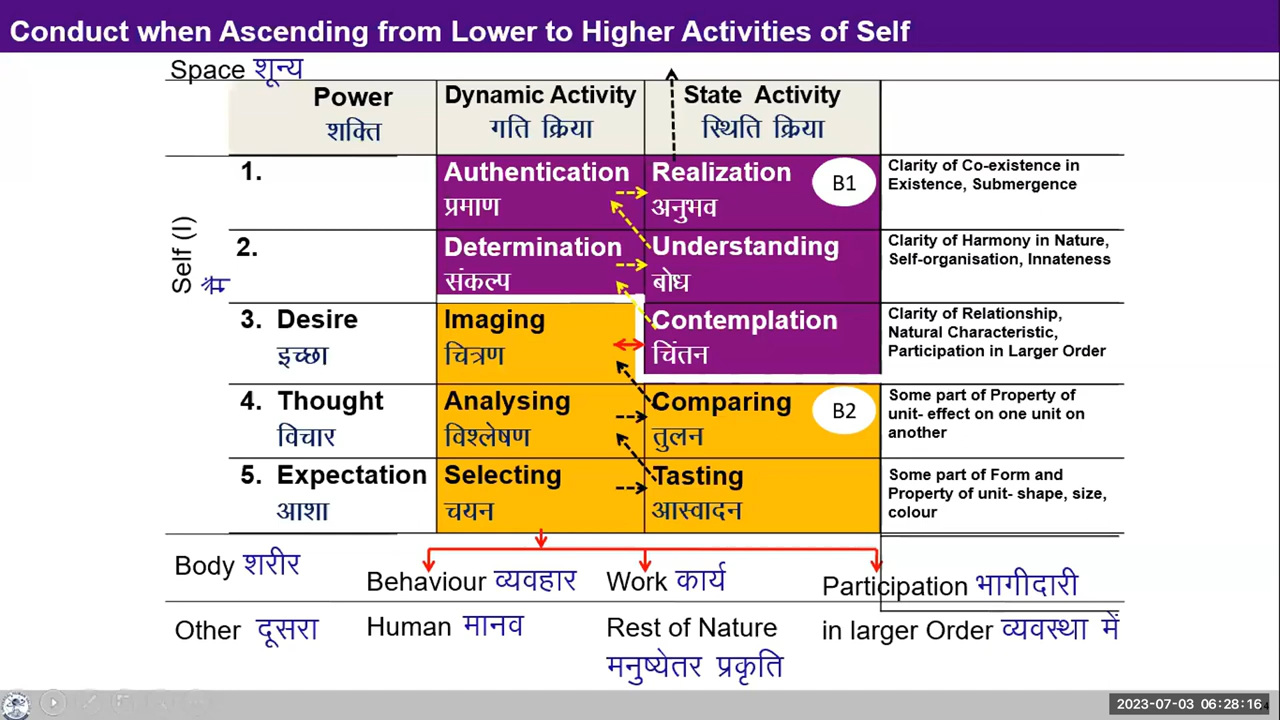 Conduct when Ascending from Lower to Higher Activities of Self
Space शून्य
Power
शक्ति
Dynamic Activity
गति क्रिया
State Activity
स्थिति क्रिया
Self (I)
मैं
1.
Authentication
प्रमाण
Realization
अनुभव
B1
Clarity of Co-existence in
Existence, Submergence
2.
Determination
संकल्प
Understanding
बोध
Clarity of Harmony in Nature,
Self-organisation, Innateness
3. Desire
इच्छा
Imaging
चित्रण
Contemplation
चिंतन
Clarity of Relationship,
Natural Characteristic,
Participation in Larger Order
4. Thought
विचार
Analysing
विश्लेषण
Comparing
तुलन
B2
Some part of Property of
unit- effect on one unit on
another
5. Expectation
आशा
Selecting
चयन
Tasting
आस्वादन
Some part of Form and
Property of unit- shape, size,
colour
Body शरीर
Behaviour व्यवहार
Work कार्य
Participation भागीदारी
Other दूसरा
Human मानव
Rest of Nature
मनुष्येतर प्रकृति
in larger Order व्यवस्था में
2023-07-03 06:28:16